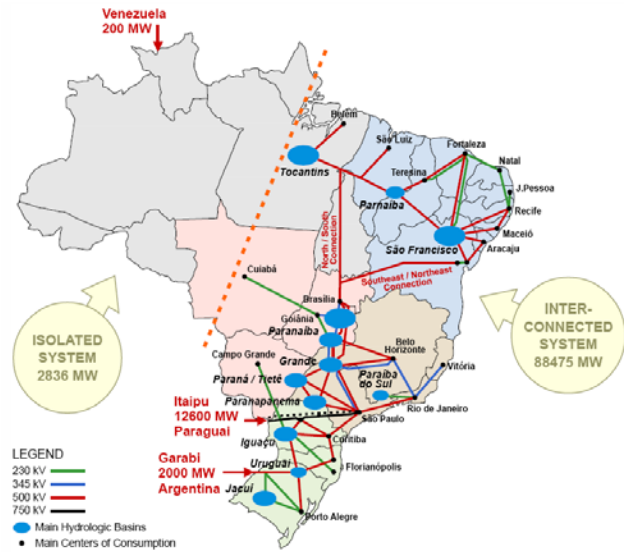 Venezuela
200 MW
Belém
São Luiz
Fortaleza
Tocantins
Teresina
Natal
Parnaíba
J.Pessoa
Recife
Maceió
São Francisco
Aracaju
North / South
Connection
Southeast / Northeast
Connection
Cuiabá
Brasília
Goiânia
Paranaíba
ISOLATED
SYSTEM
2836 MW
INTER-
CONNECTED
SYSTEM
88475 MW
Campo Grande
Grande
Belo
Horizonte
Vitória
Paraná / Tietê
Paraíba
do Sul
Paranapanema
Rio de Janeiro
Itaipu
12600 MW
Paraguai
São Paulo
Iguaçu
Curitiba
Garabi
2000 MW
Argentina
Uruguai
Florianópolis
Jacuí
Porto Alegre
LEGEND
230 kV
345 kV
500 kV
750 kV
Main Hydrologic Basins
Main Centers of Consumption